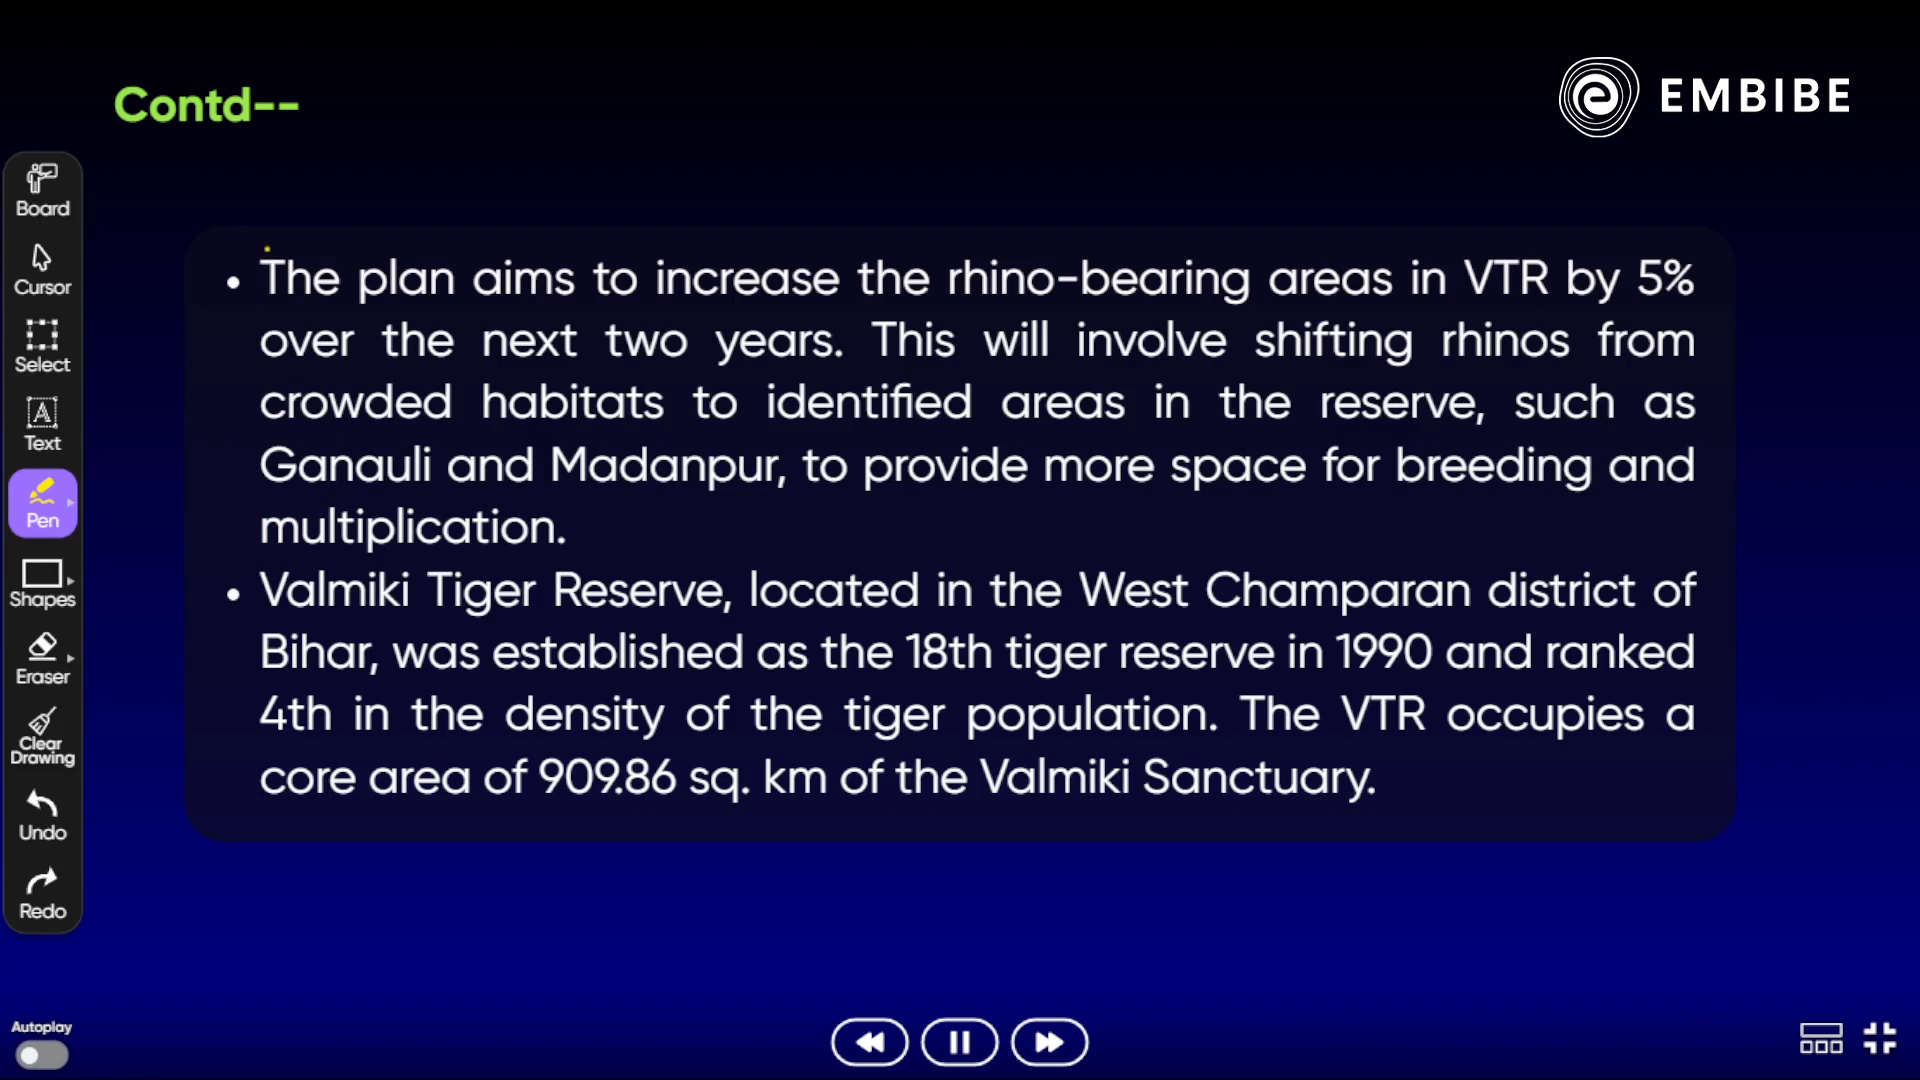 Contd--
EMBIBE
Board
Cursor
Select
Text
Pen
Shapes
Eraser
Clear
Drawing
Undo
Redo
• The plan aims to increase the rhino-bearing areas in VTR by 5%
over the next two years. This will involve shifting rhinos from
crowded habitats to identified areas in the reserve, such as
Ganauli and Madanpur, to provide more space for breeding and
multiplication.
• Valmiki Tiger Reserve, located in the West Champaran district of
Bihar, was established as the 18th tiger reserve in 1990 and ranked
4th in the density of the tiger population. The VTR occupies a
core area of 909.86 sq. km of the Valmiki Sanctuary.
Autoplay